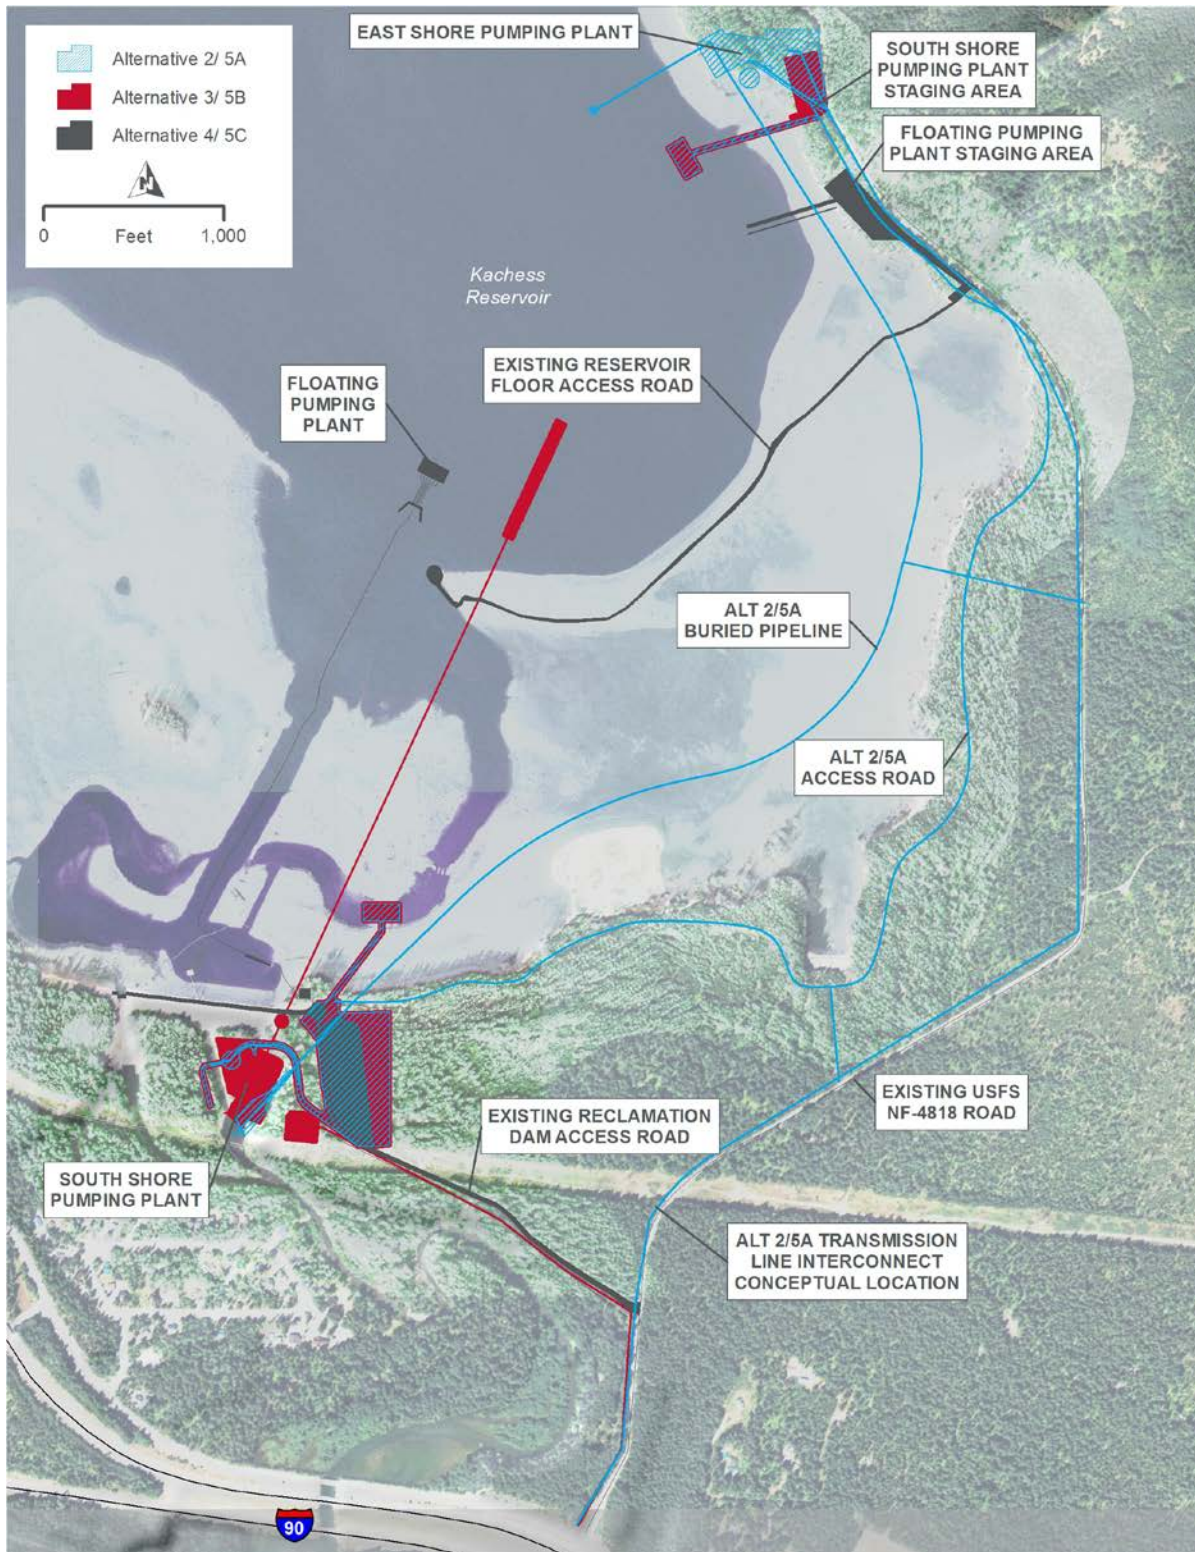 Alternative 2/ 5A
Alternative 3/ 5B
Alternative 4/ 5C
N
0 Feet 1,000
EAST SHORE PUMPING PLANT
SOUTH SHORE
PUMPING PLANT
STAGING AREA
FLOATING PUMPING
PLANT STAGING AREA
Kachess
Reservoir
EXISTING RESERVOIR
FLOOR ACCESS ROAD
FLOATING
PUMPING
PLANT
ALT 2/5A
BURIED PIPELINE
ALT 2/5A
ACCESS ROAD
EXISTING USFS
NF-4818 ROAD
EXISTING RECLAMATION
DAM ACCESS ROAD
SOUTH SHORE
PUMPING PLANT
ALT 2/5A TRANSMISSION
LINE INTERCONNECT
CONCEPTUAL LOCATION
90